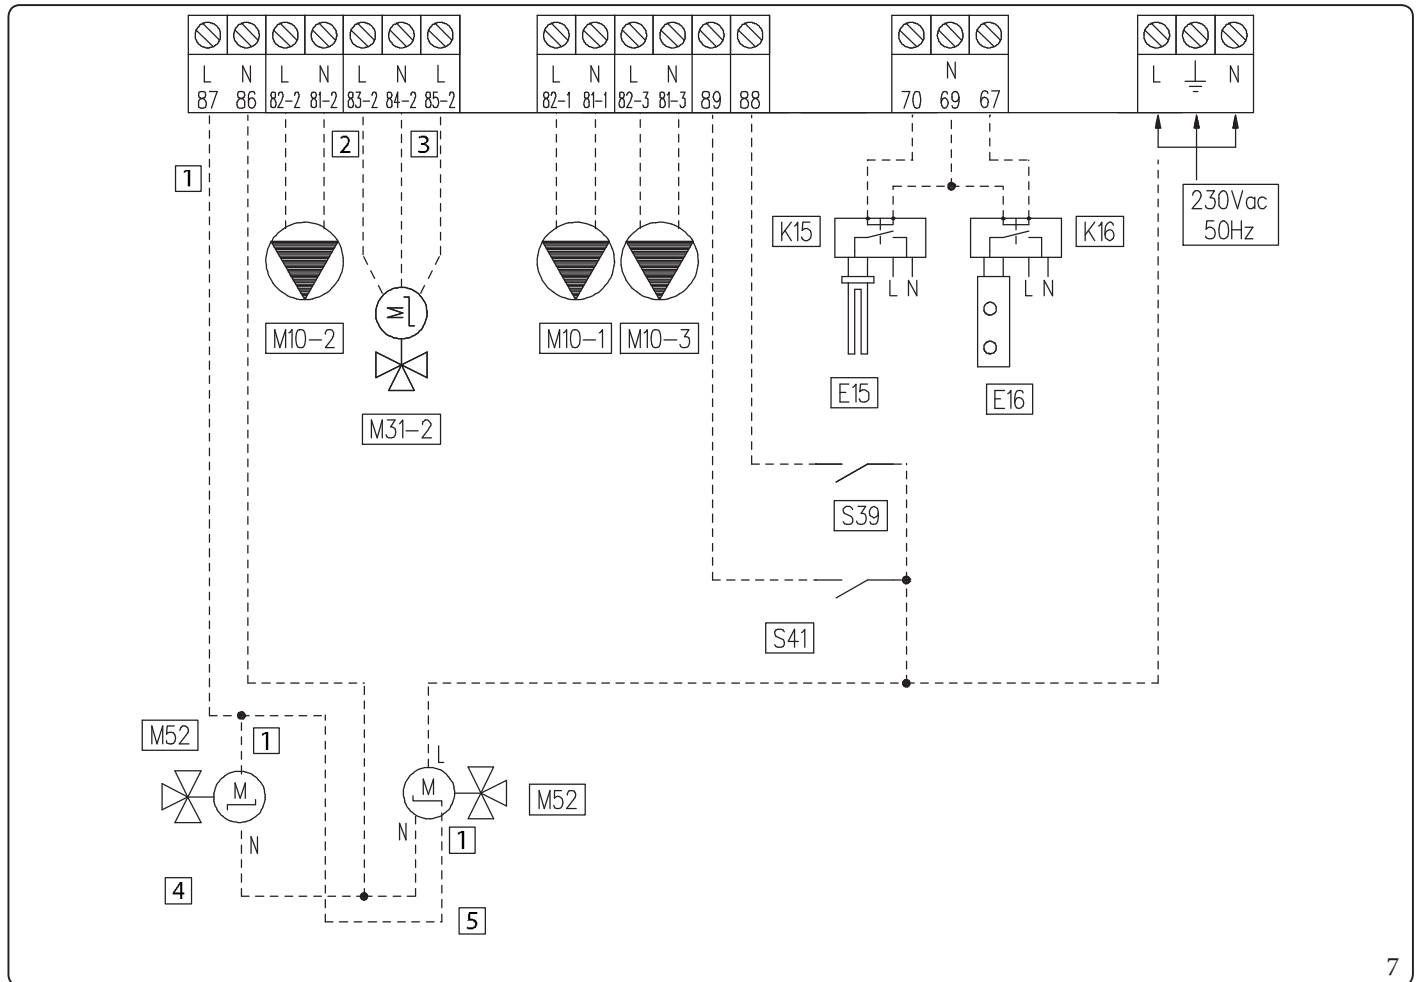 L N L N L N L
87 86 82-2 81-2 83-2 84-2 85-2
L N L N
82-1 81-1 82-3 81-3 89 88
N
70 69 67
L N
1
2
3
230Vac
50Hz
K15
K16
L N
L N
M10-2
M
M31-2
M10-1
M10-3
E15
E16
S39
S41
M52
1
M
N
4
L
M
N
1
M52
5
7